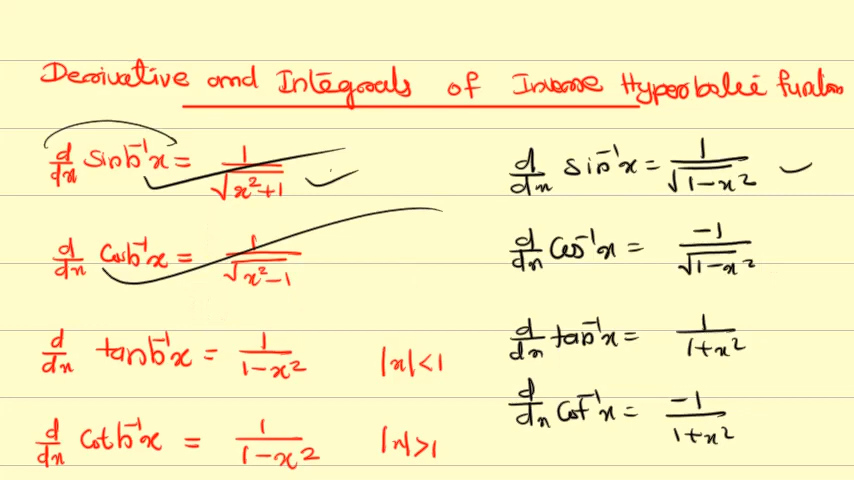 Derivative and Integrals of Inverse Hyperbolic
d/dx sinh⁻¹x = 1/√(x²+1)
d/dx sin⁻¹x = 1/√(1-x²)
d/dx cosh⁻¹x = 1/√(x²-1)
d/dx cos⁻¹x = -1/√(1-x²)
d/dx tanh⁻¹x = 1/(1-x²) |x|<1
d/dx tan⁻¹x = 1/(1+x²)
d/dx coth⁻¹x = 1/(1-x²) |x|>1
d/dx cot⁻¹x = -1/(1+x²)